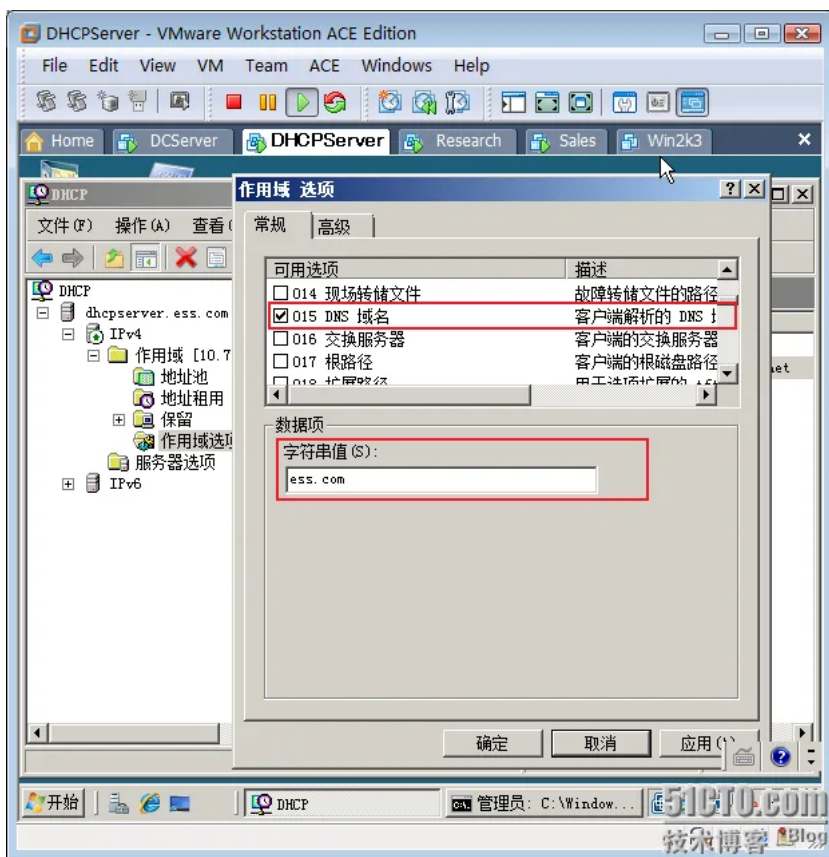 DHCPServer - VMware Workstation ACE Edition
File Edit View VM Team ACE Windows Help
Home DCServer DHCPServer Research Sales Win2k3
DHCP
文件(F) 操作(A) 查看(
作用域 选项
常规 高级
可用选项 描述
014 现场转储文件 故障转储文件的路径
015 DNS 域名 客户端解析的 DNS
016 交换服务器 客户端的交换服务器
017 根路径 客户端的根磁盘路径
018 扩展路径
数据项
字符串值(S):
ess.com
确定 取消 应用(
DHCP
dhcpserver.ess.com
IPv4
作用域 [10.7
地址池
地址租用
保留
作用域选项
服务器选项
IPv6
开始 DHCP 管理员: C:\Window...
51CTO.com
技术博客 Blog